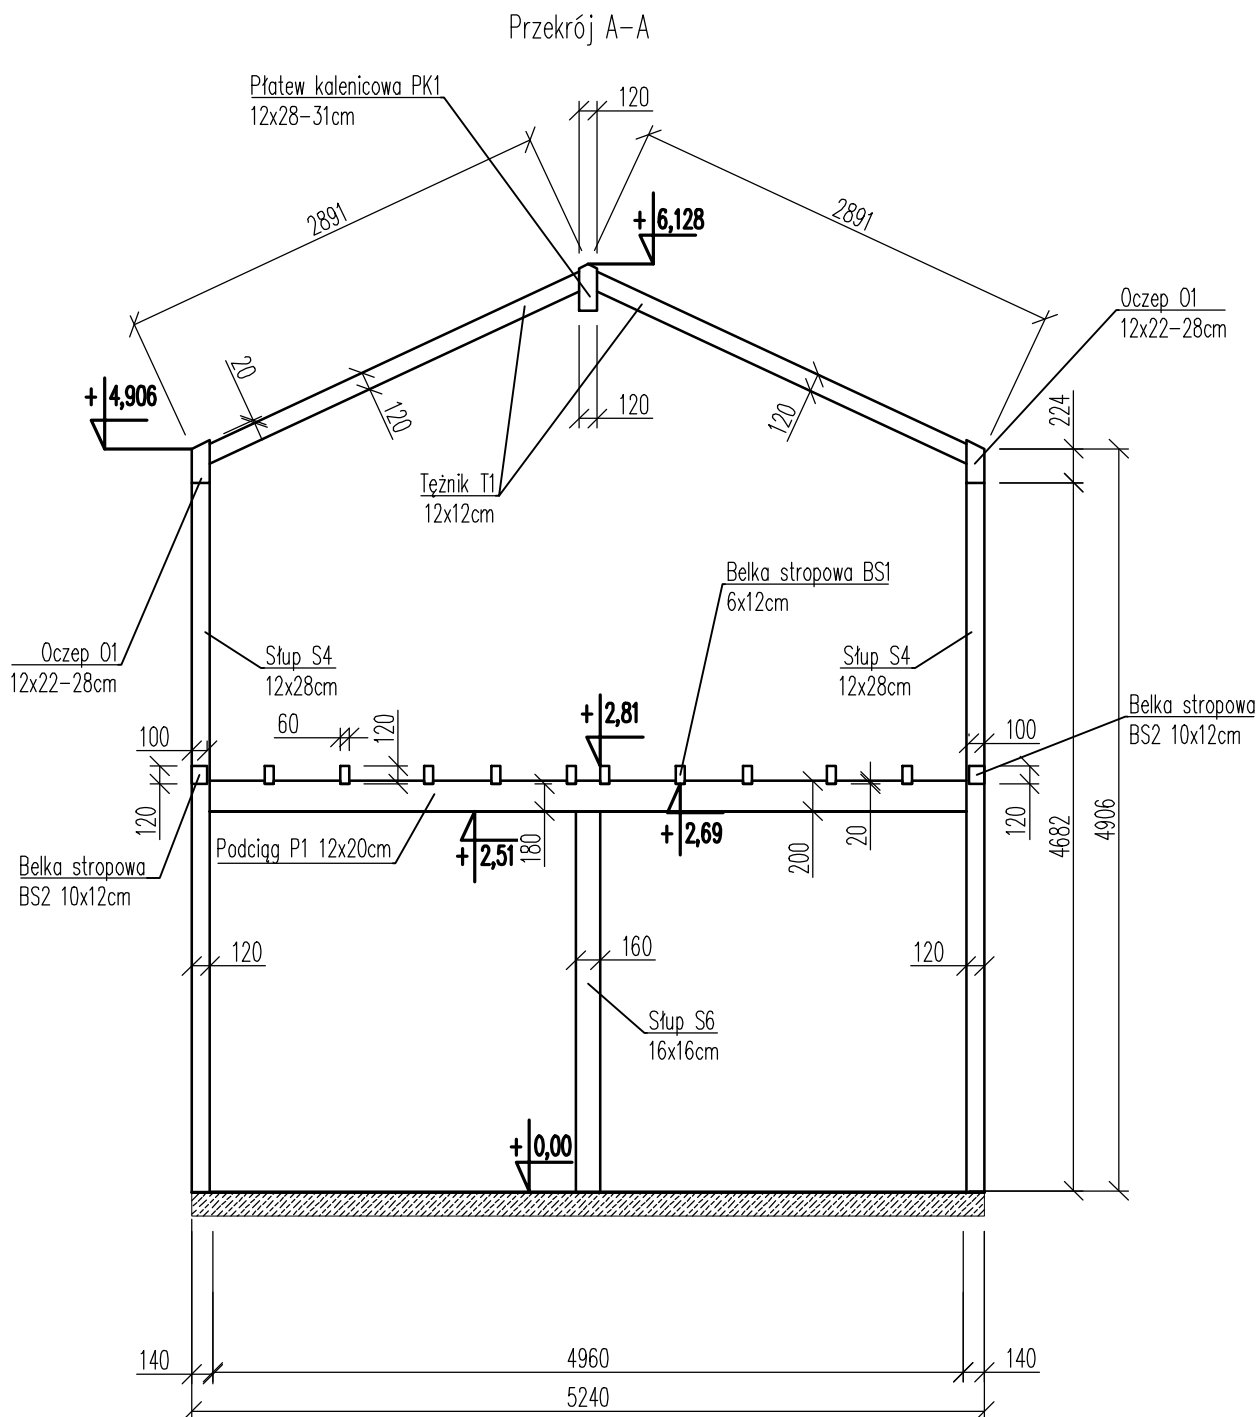 Przekrój A-A
Płatew kalenicowa PK1
12x28-31cm
120
2891
2891
+ 6,128
Oczep O1
12x22-28cm
20
+ 4,906
120
120
120
224
Tężnik T1
12x12cm
Belka stropowa BS1
6x12cm
Oczep O1
12x22-28cm
Słup S4
12x28cm
Słup S4
12x28cm
Belka stropowa
BS2 10x12cm
100
60
120
+ 2,81
100
120
Podciąg P1 12x20cm
+ 2,51
180
+ 2,69
200
20
120
4682
4906
Belka stropowa
BS2 10x12cm
120
160
120
Słup S6
16x16cm
+ 0,00
140
4960
140
5240